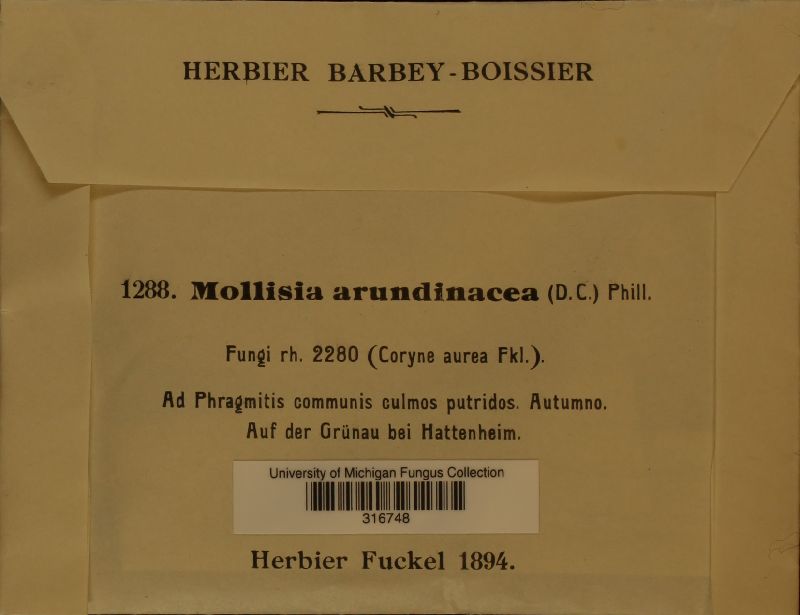 HERBIER BARBEY-BOISSIER
1288. Mollisia arundinacea (D.C.) Phill.
Fungi rh. 2280 (Coryne aurea Fkl.).
Ad Phragmitis communis culmos putridos. Autumno.
Auf der Grünau bei Hattenheim.
University of Michigan Fungus Collection
316748
Herbier Fuckel 1894.